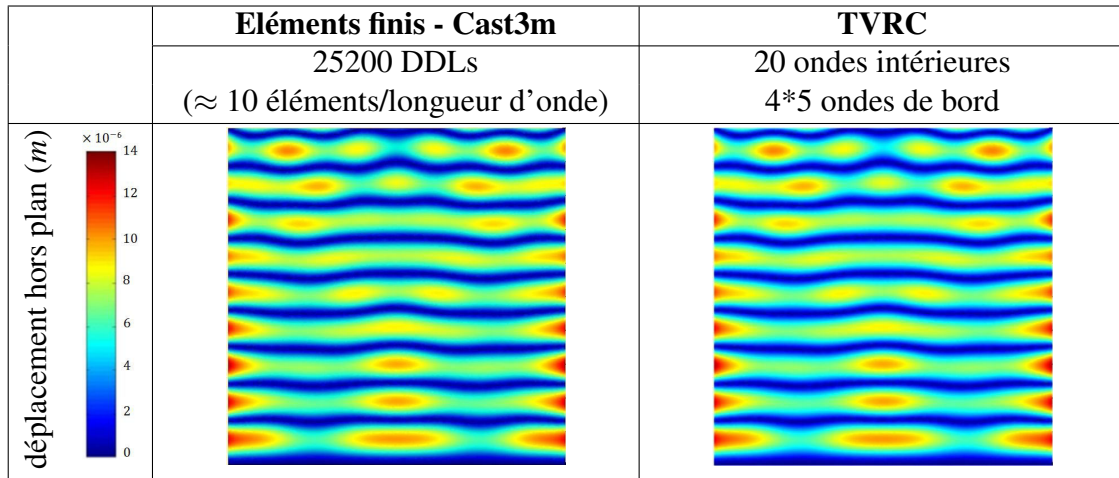 Eléments finis - Cast3m
TVRC
25200 DDLs
(≈ 10 éléments/longueur d'onde)
20 ondes intérieures
4*5 ondes de bord
déplacement hors plan (m)
× 10⁻⁶
14
12
10
8
6
4
2
0